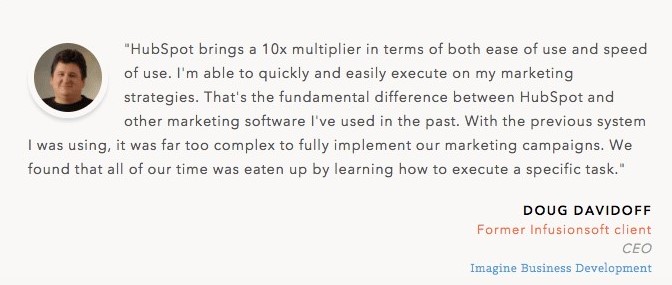 "HubSpot brings a 10x multiplier in terms of both ease of use and speed
of use. I'm able to quickly and easily execute on my marketing
strategies. That's the fundamental difference between HubSpot and
other marketing software I've used in the past. With the previous system
I was using, it was far too complex to fully implement our marketing campaigns. We
found that all of our time was eaten up by learning how to execute a specific task."
DOUG DAVIDOFF
Former Infusionsoft client
CEO
Imagine Business Development